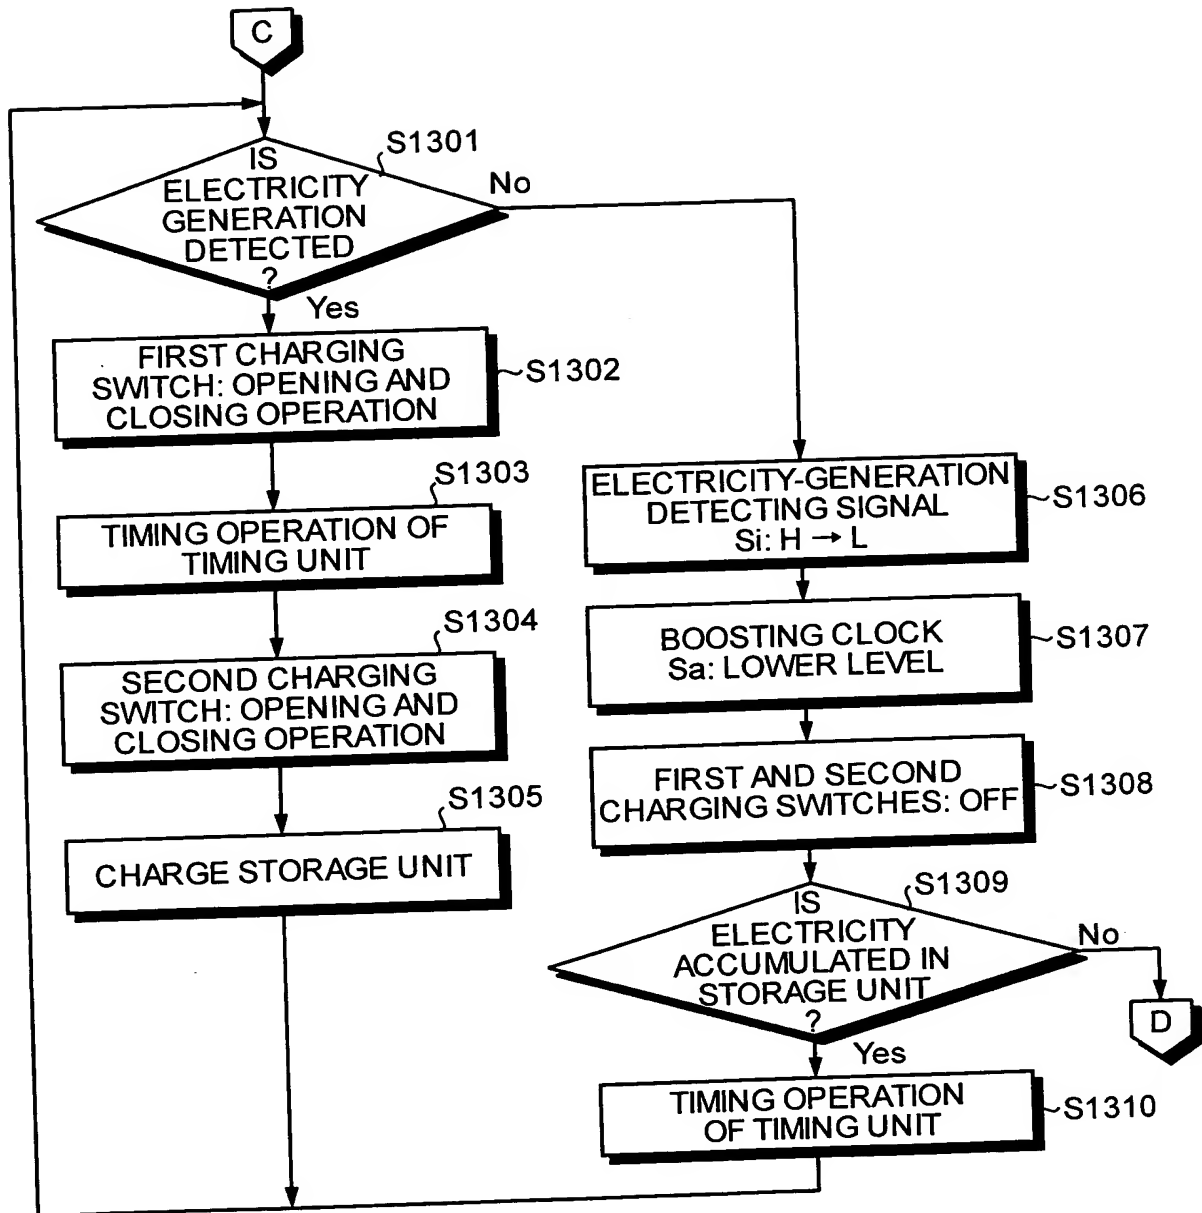 C
S1301
IS
ELECTRICITY
GENERATION
DETECTED
?
No
Yes
FIRST CHARGING
SWITCH: OPENING AND
CLOSING OPERATION
S1302
S1303
TIMING OPERATION OF
TIMING UNIT
S1304
SECOND CHARGING
SWITCH: OPENING AND
CLOSING OPERATION
S1305
CHARGE STORAGE UNIT
ELECTRICITY-GENERATION
DETECTING SIGNAL
Si: H → L
S1306
BOOSTING CLOCK
Sa: LOWER LEVEL
S1307
FIRST AND SECOND
CHARGING SWITCHES: OFF
S1308
S1309
IS
ELECTRICITY
ACCUMULATED IN
STORAGE UNIT
?
No
D
Yes
TIMING OPERATION
OF TIMING UNIT
S1310